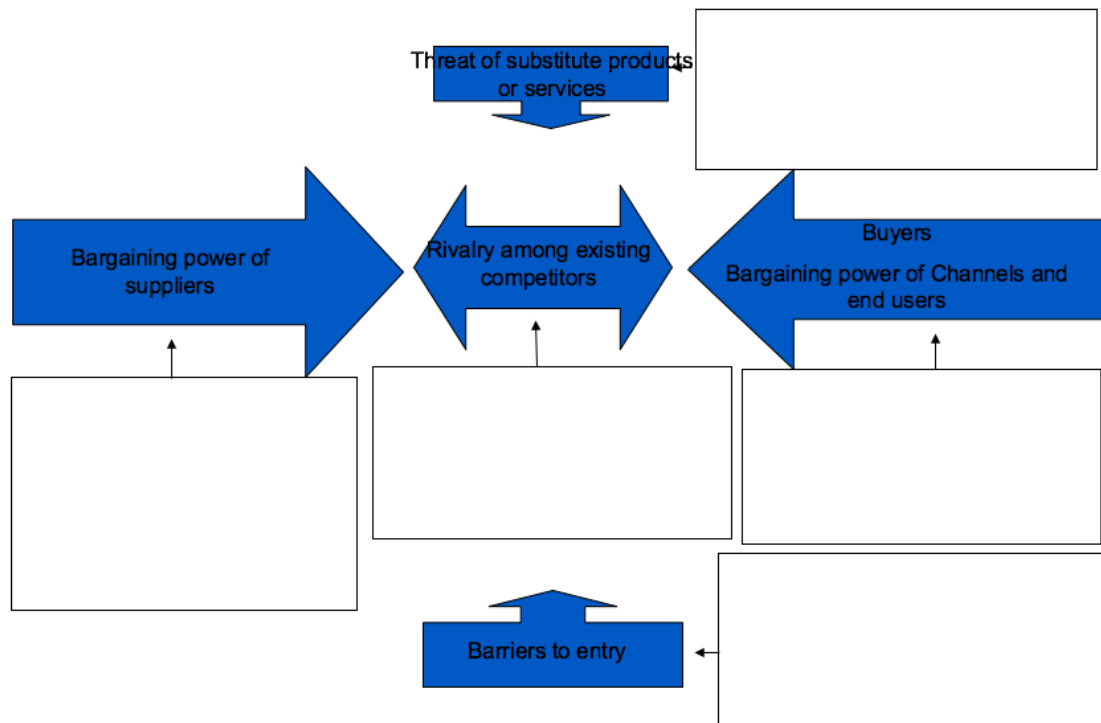 Threat of substitute products
or services
Bargaining power of
suppliers
Rivalry among existing
competitors
Buyers
Bargaining power of Channels and
end users
Barriers to entry